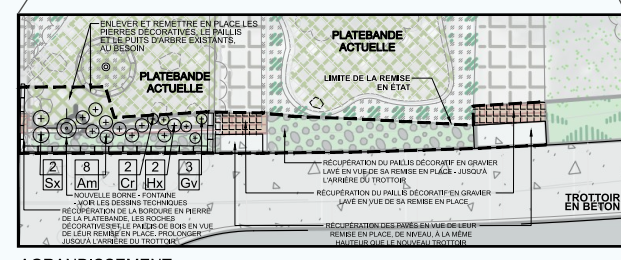 ENLEVER ET REMETTRE EN PLACE LES
PIERRES DÉCORATIVES, LE PAILLIS
ET LE PUITS D'ARBRE EXISTANTS,
AU BESOIN
PLATEBANDE
ACTUELLE
PLATEBANDE
ACTUELLE
LIMITE DE LA REMISE
EN ÉTAT
2
Sx
8
Am
2
Cr
2
Hx
3
Gv
NOUVELLE BORNE - FONTAINE
- VOIR LES DESSINS TECHNIQUES
RÉCUPÉRATION DE LA BORDURE EN PIERRE
DE LA PLATEBANDE, LES ROCHES
DÉCORATIVES ET LE PAILLIS DE BOIS EN VUE
DE LEUR REMISE EN PLACE. PROLONGER
JUSQU'À L'ARRIÈRE DU TROTTOIR
RÉCUPÉRATION DU PAILLIS DÉCORATIF EN GRAVIER
LAVÉ EN VUE DE SA REMISE EN PLACE - JUSQU'À
L'ARRIÈRE DU TROTTOIR
RÉCUPÉRATION DU PAILLIS DÉCORATIF EN GRAVIER
LAVÉ EN VUE DE SA REMISE EN PLACE
RÉCUPÉRATION DES PAVÉS EN VUE DE LEUR
REMISE EN PLACE, DE NIVEAU, À LA MÊME
HAUTEUR QUE LE NOUVEAU TROTTOIR
TROTTOIR
EN BÉTON
AGRANDISSEMENT